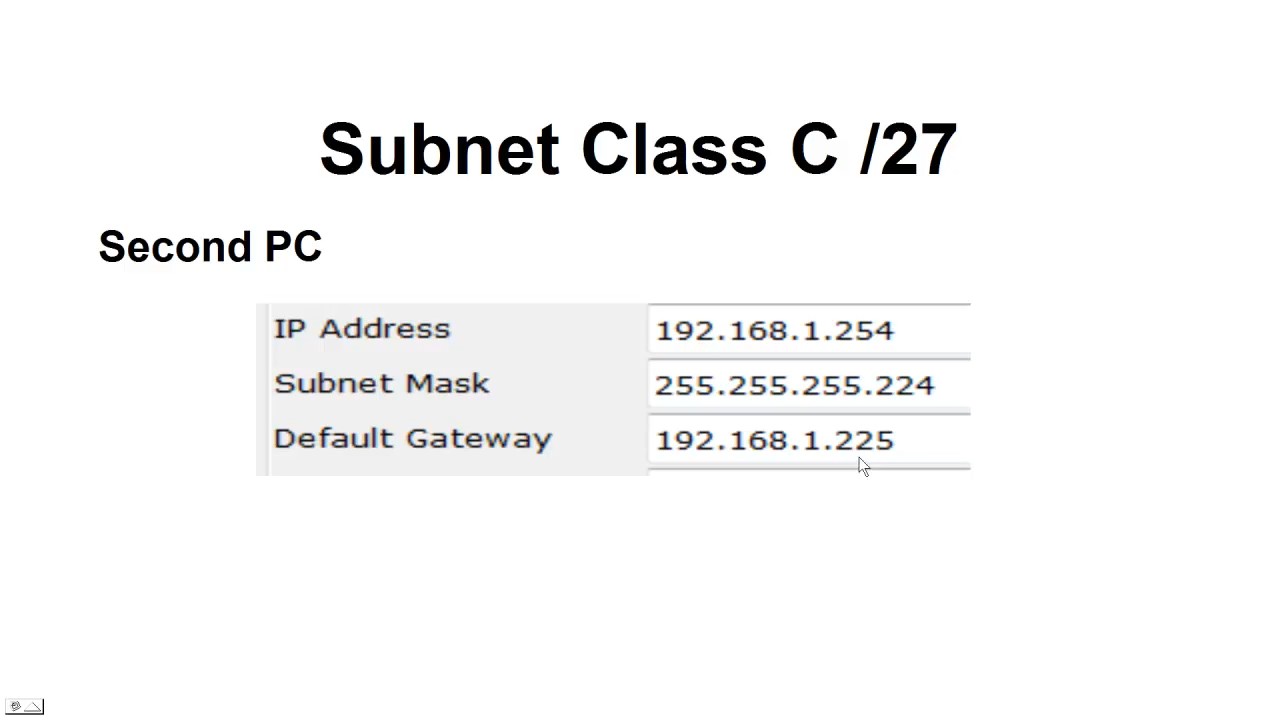 Subnet Class C /27
Second PC
IP Address 192.168.1.254
Subnet Mask 255.255.255.224
Default Gateway 192.168.1.225